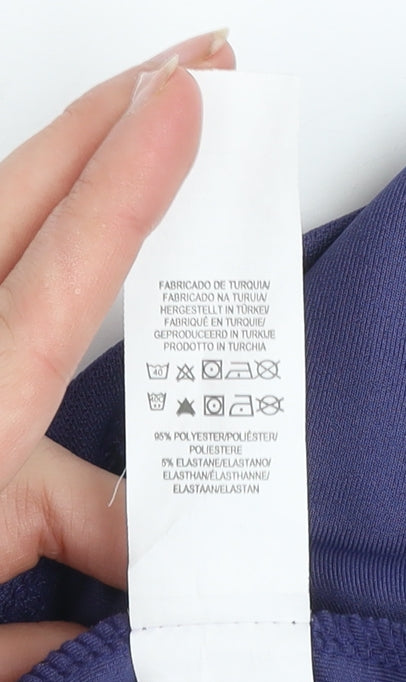 FABRICADO DE TURQUIA/
FABRICADO NA TURUIA/
HERGESTELLT IN TÜRKEI/
FABRIQUÉ EN TURQUIE/
GEPRODUCEERD IN TURKIJE
PRODOTTO IN TURCHIA
40
95% POLYESTER/POLIÉSTER/
POLIESTERE
5% ELASTANE/ELASTANO/
ELASTHAN/ÉLASTHANNE/
ELASTAAN/ELASTAN